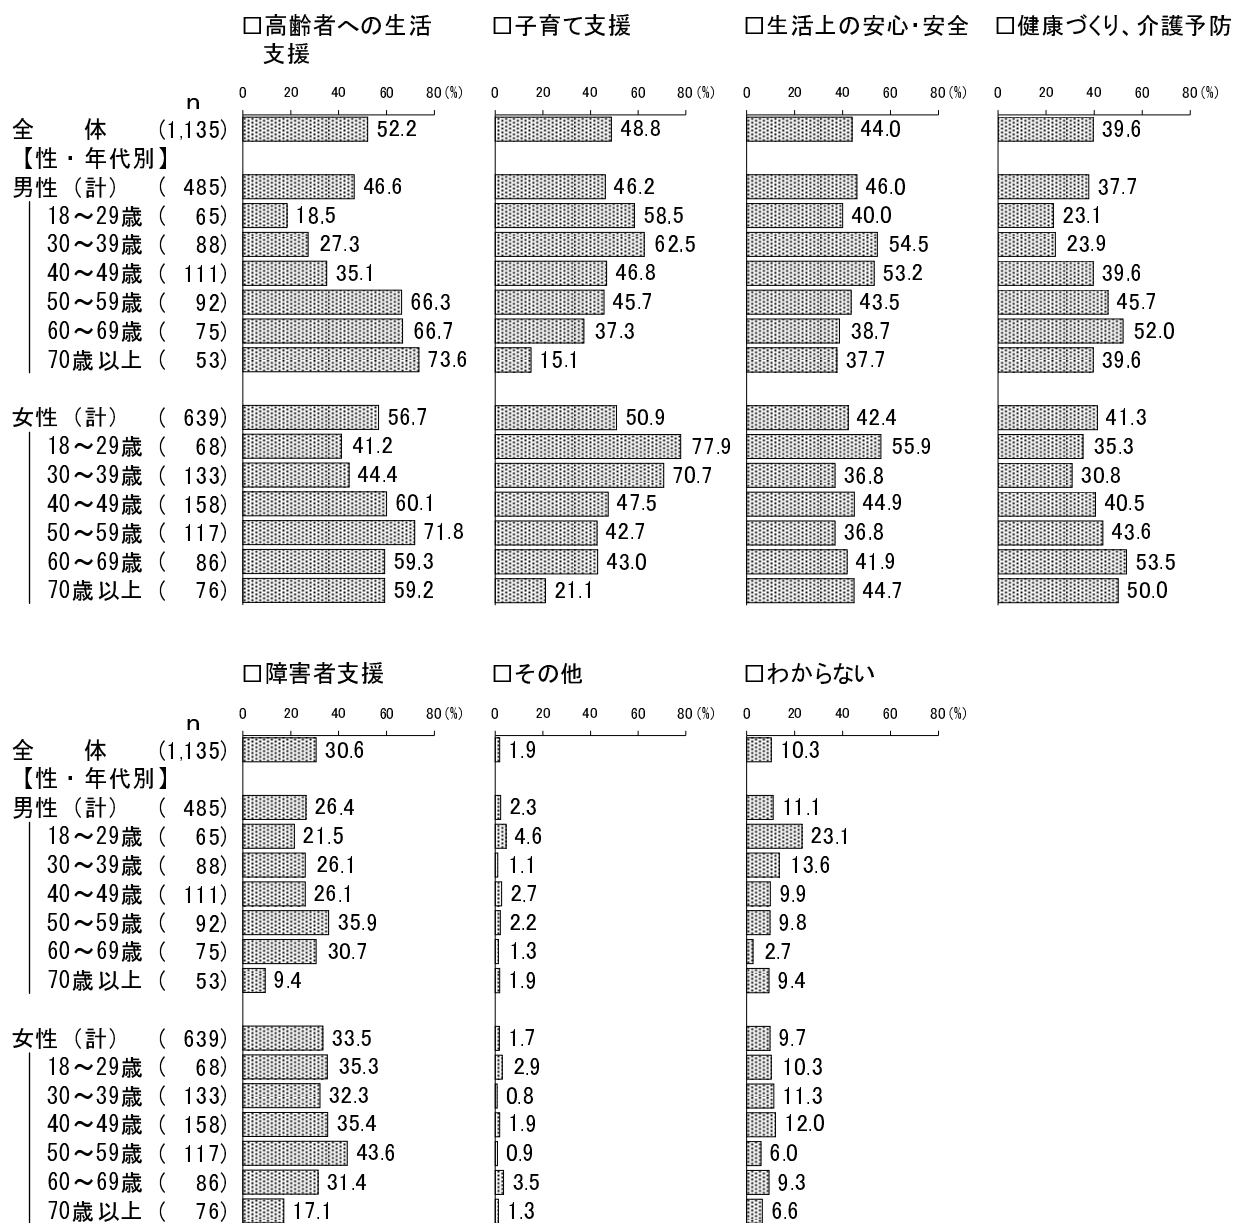 □高齢者への生活 □子育て支援 □生活上の安心・安全 □健康づくり、介護予防
支援
n 0 20 40 60 80(%) 0 20 40 60 80(%) 0 20 40 60 80(%) 0 20 40 60 80(%)
全 体 (1,135) 52.2 48.8 44.0 39.6
【性・年代別】
男性(計) ( 485) 46.6 46.2 46.0 37.7
18～29歳 ( 65) 18.5 58.5 40.0 23.1
30～39歳 ( 88) 27.3 62.5 54.5 23.9
40～49歳 ( 111) 35.1 46.8 53.2 39.6
50～59歳 ( 92) 66.3 45.7 43.5 45.7
60～69歳 ( 75) 66.7 37.3 38.7 52.0
70歳以上 ( 53) 73.6 15.1 37.7 39.6
女性(計) ( 639) 56.7 50.9 42.4 41.3
18～29歳 ( 68) 41.2 77.9 55.9 35.3
30～39歳 ( 133) 44.4 70.7 36.8 30.8
40～49歳 ( 158) 60.1 47.5 44.9 40.5
50～59歳 ( 117) 71.8 42.7 36.8 43.6
60～69歳 ( 86) 59.3 43.0 41.9 53.5
70歳以上 ( 76) 59.2 21.1 44.7 50.0
□障害者支援 □その他 □わからない
n 0 20 40 60 80(%) 0 20 40 60 80(%) 0 20 40 60 80(%)
全 体 (1,135) 30.6 1.9 10.3
【性・年代別】
男性(計) ( 485) 26.4 2.3 11.1
18～29歳 ( 65) 21.5 4.6 23.1
30～39歳 ( 88) 26.1 1.1 13.6
40～49歳 ( 111) 26.1 2.7 9.9
50～59歳 ( 92) 35.9 2.2 9.8
60～69歳 ( 75) 30.7 1.3 2.7
70歳以上 ( 53) 9.4 1.9 9.4
女性(計) ( 639) 33.5 1.7 9.7
18～29歳 ( 68) 35.3 2.9 10.3
30～39歳 ( 133) 32.3 0.8 11.3
40～49歳 ( 158) 35.4 1.9 12.0
50～59歳 ( 117) 43.6 0.9 6.0
60～69歳 ( 86) 31.4 3.5 9.3
70歳以上 ( 76) 17.1 1.3 6.6